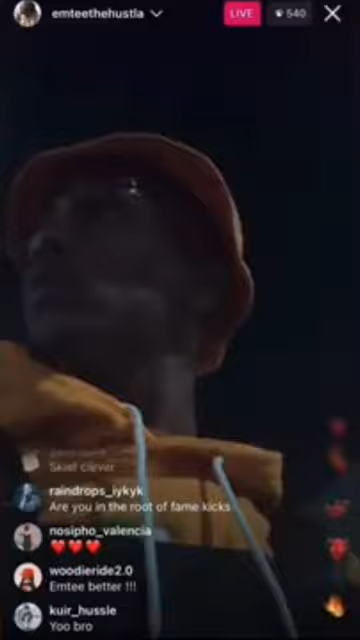 emteethehustla
LIVE
540
Skief clever
raindrops_iykyk
Are you in the root of fame kicks
nosipho_valencia
❤️❤️❤️
woodieride2.0
Emtee better !!!
kuir_hussle
Yoo bro